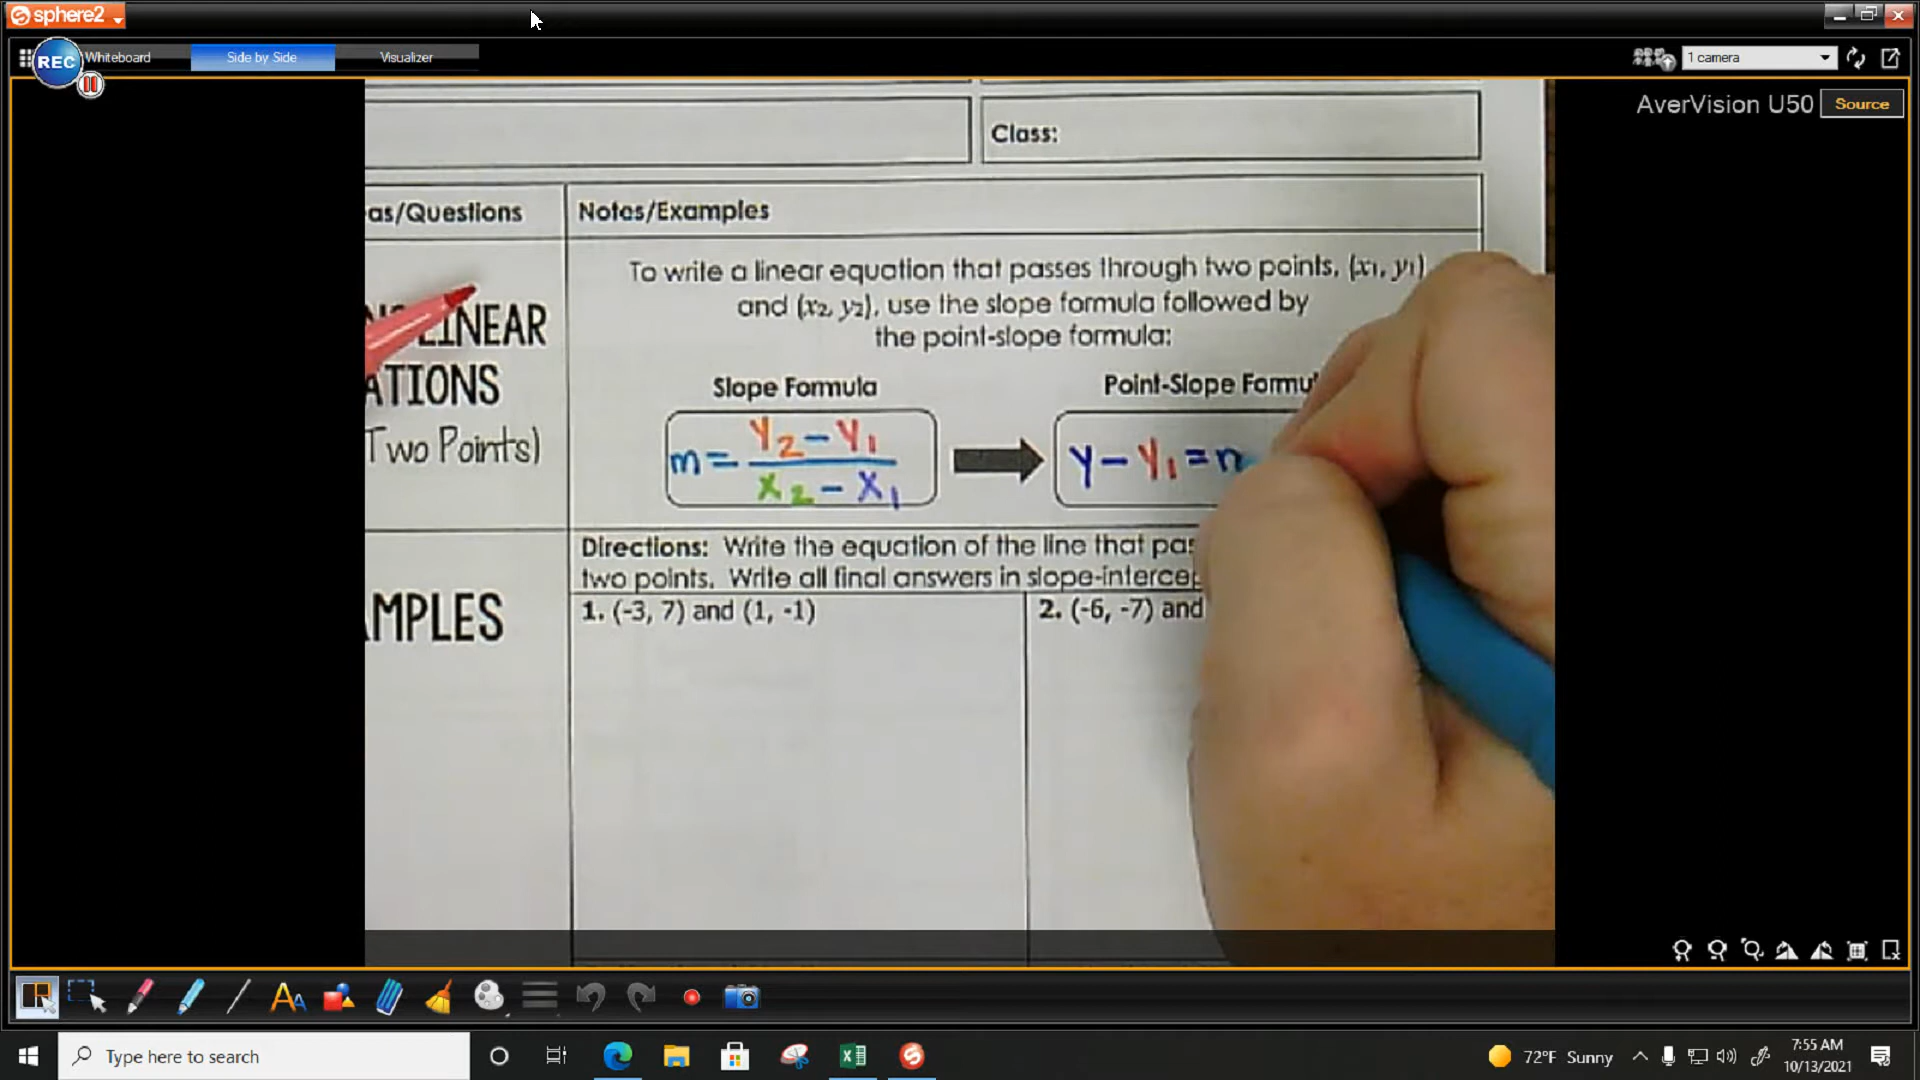 sphere2
REC
Whiteboard
Side by Side
Visualizer
1 camera
AverVision U50
Source
Class:
as/Questions
Notes/Examples
To write a linear equation that passes through two points, (x1, y1)
and (x2, y2), use the slope formula followed by
the point-slope formula:
LINEAR
ATIONS
Two Points)
Slope Formula
Point-Slope Formu
m = y2 - y1
x2 - x1
y - y1 = m
Directions: Write the equation of the line that pas
two points. Write all final answers in slope-intercep
MPLES
1. (-3, 7) and (1, -1)
2. (-6, -7) and
Type here to search
72°F Sunny
7:55 AM
10/13/2021